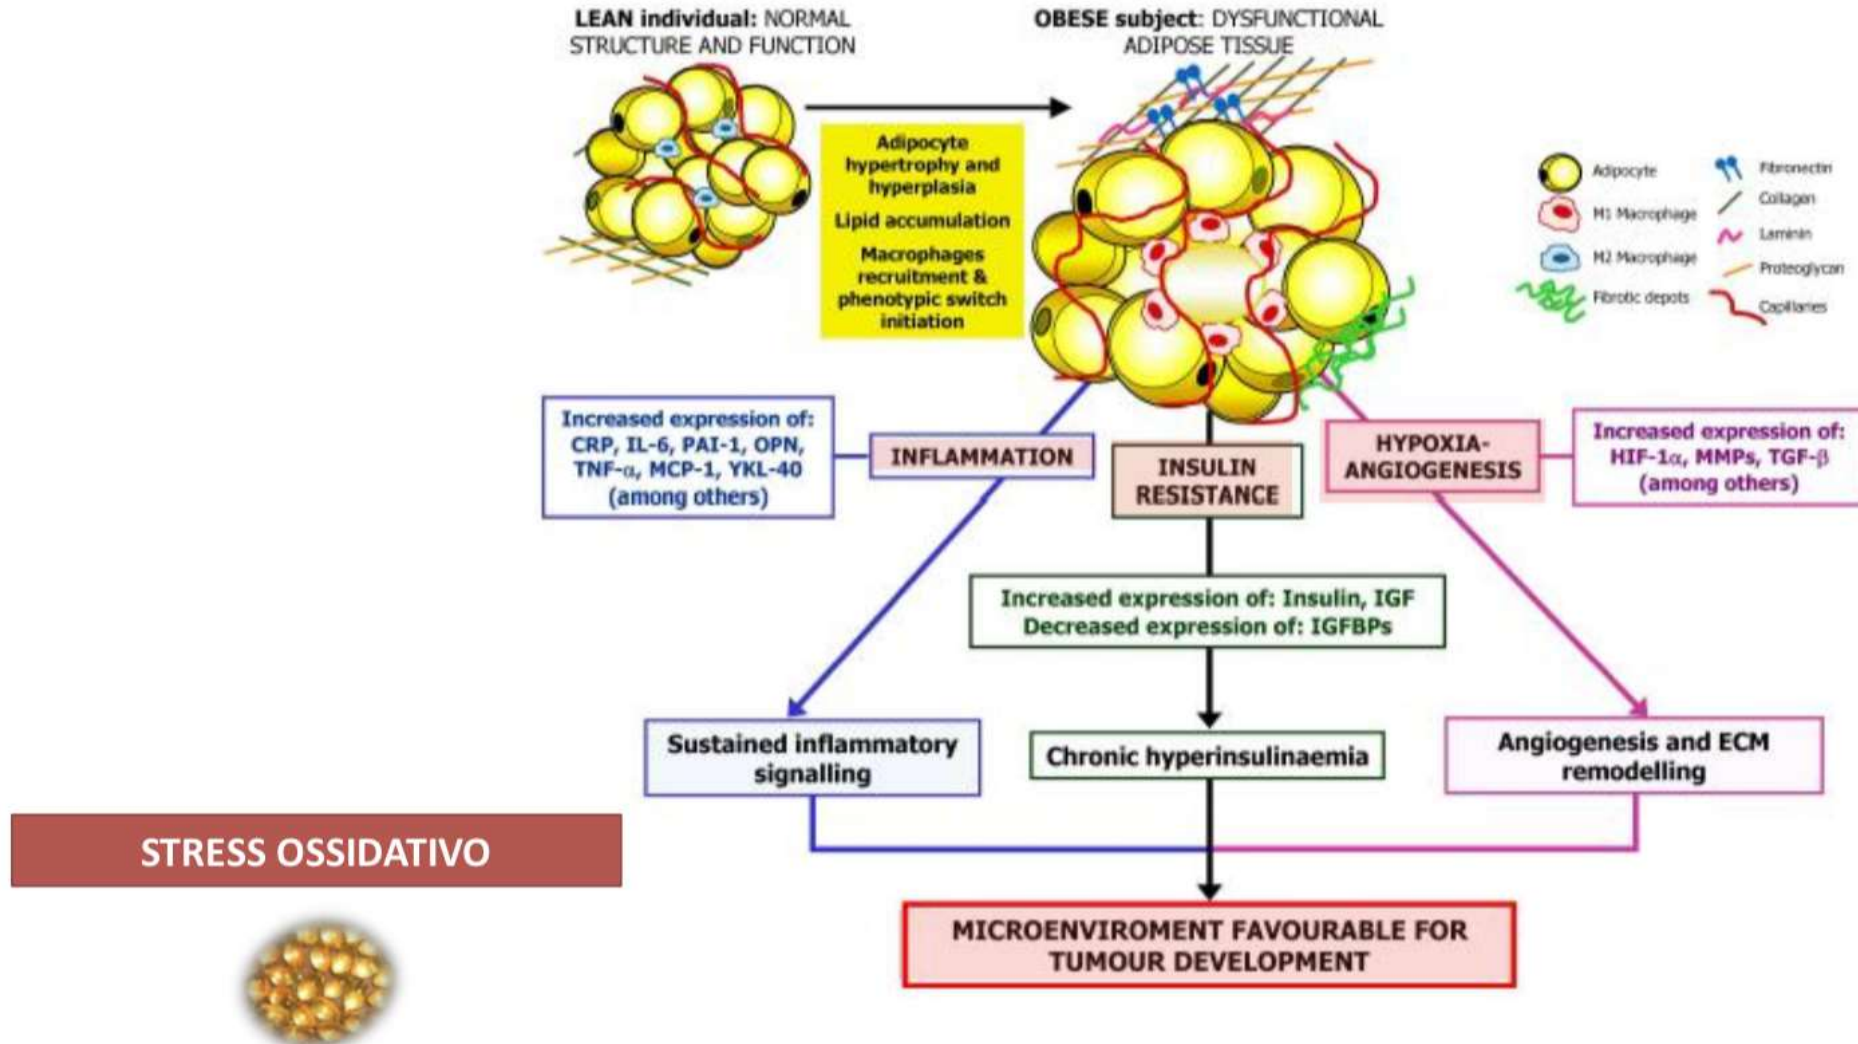 LEAN individual: NORMAL
STRUCTURE AND FUNCTION
OBESE subject: DYSFUNCTIONAL
ADIPOSE TISSUE
Adipocyte
hypertrophy and
hyperplasia
Lipid accumulation
Macrophages
recruitment &
phenotypic switch
initiation
Adipocyte
M1 Macrophage
M2 Macrophage
Fibrotic depots
Fibronectin
Collagen
Laminin
Proteoglycan
Capillaries
Increased expression of:
CRP, IL-6, PAI-1, OPN,
TNF-α, MCP-1, YKL-40
(among others)
INFLAMMATION
INSULIN
RESISTANCE
HYPOXIA-
ANGIOGENESIS
Increased expression of:
HIF-1α, MMPs, TGF-β
(among others)
Increased expression of: Insulin, IGF
Decreased expression of: IGFBPs
Sustained inflammatory
signalling
Chronic hyperinsulinaemia
Angiogenesis and ECM
remodelling
STRESS OSSIDATIVO
MICROENVIROMENT FAVOURABLE FOR
TUMOUR DEVELOPMENT